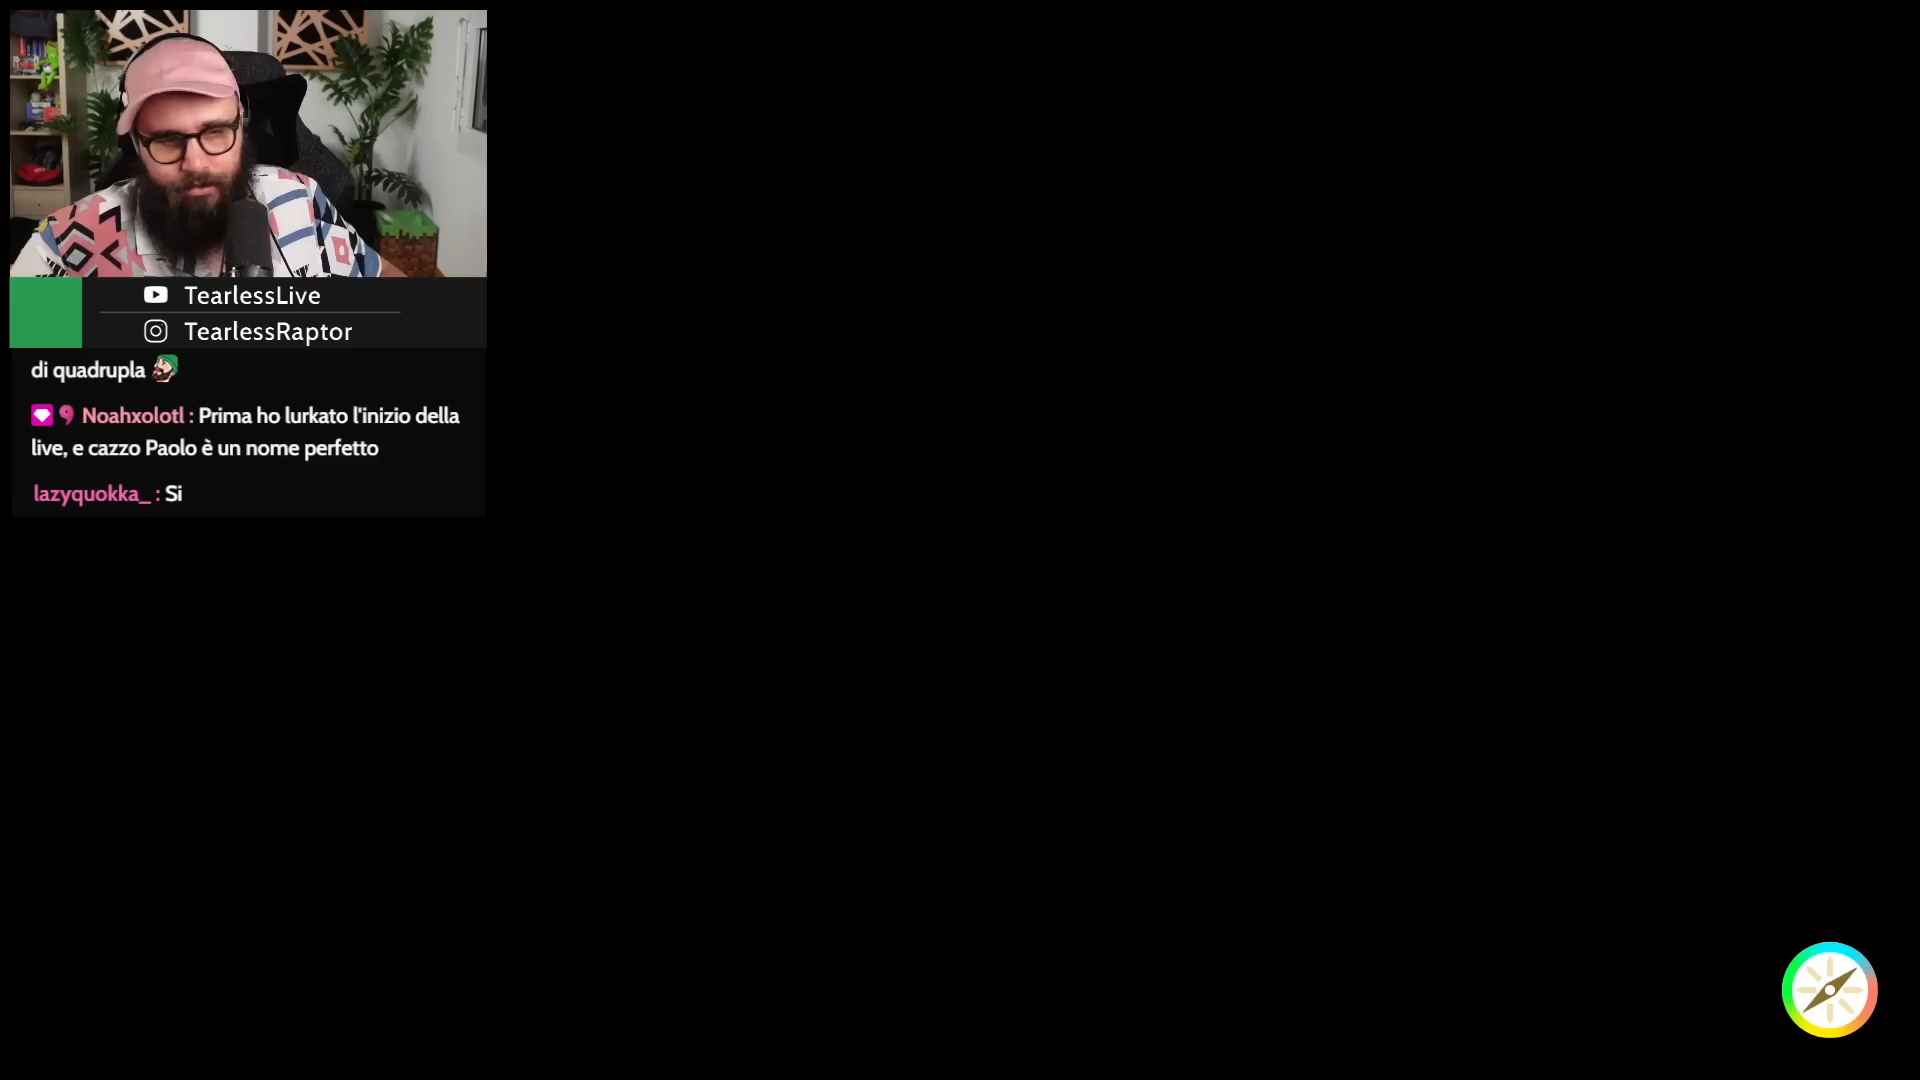 TearlessLive
TearlessRaptor
di quadrupla
Noahxolotl : Prima ho lurkato l'inizio della
live, e cazzo Paolo è un nome perfetto
lazyquokka_ : Si